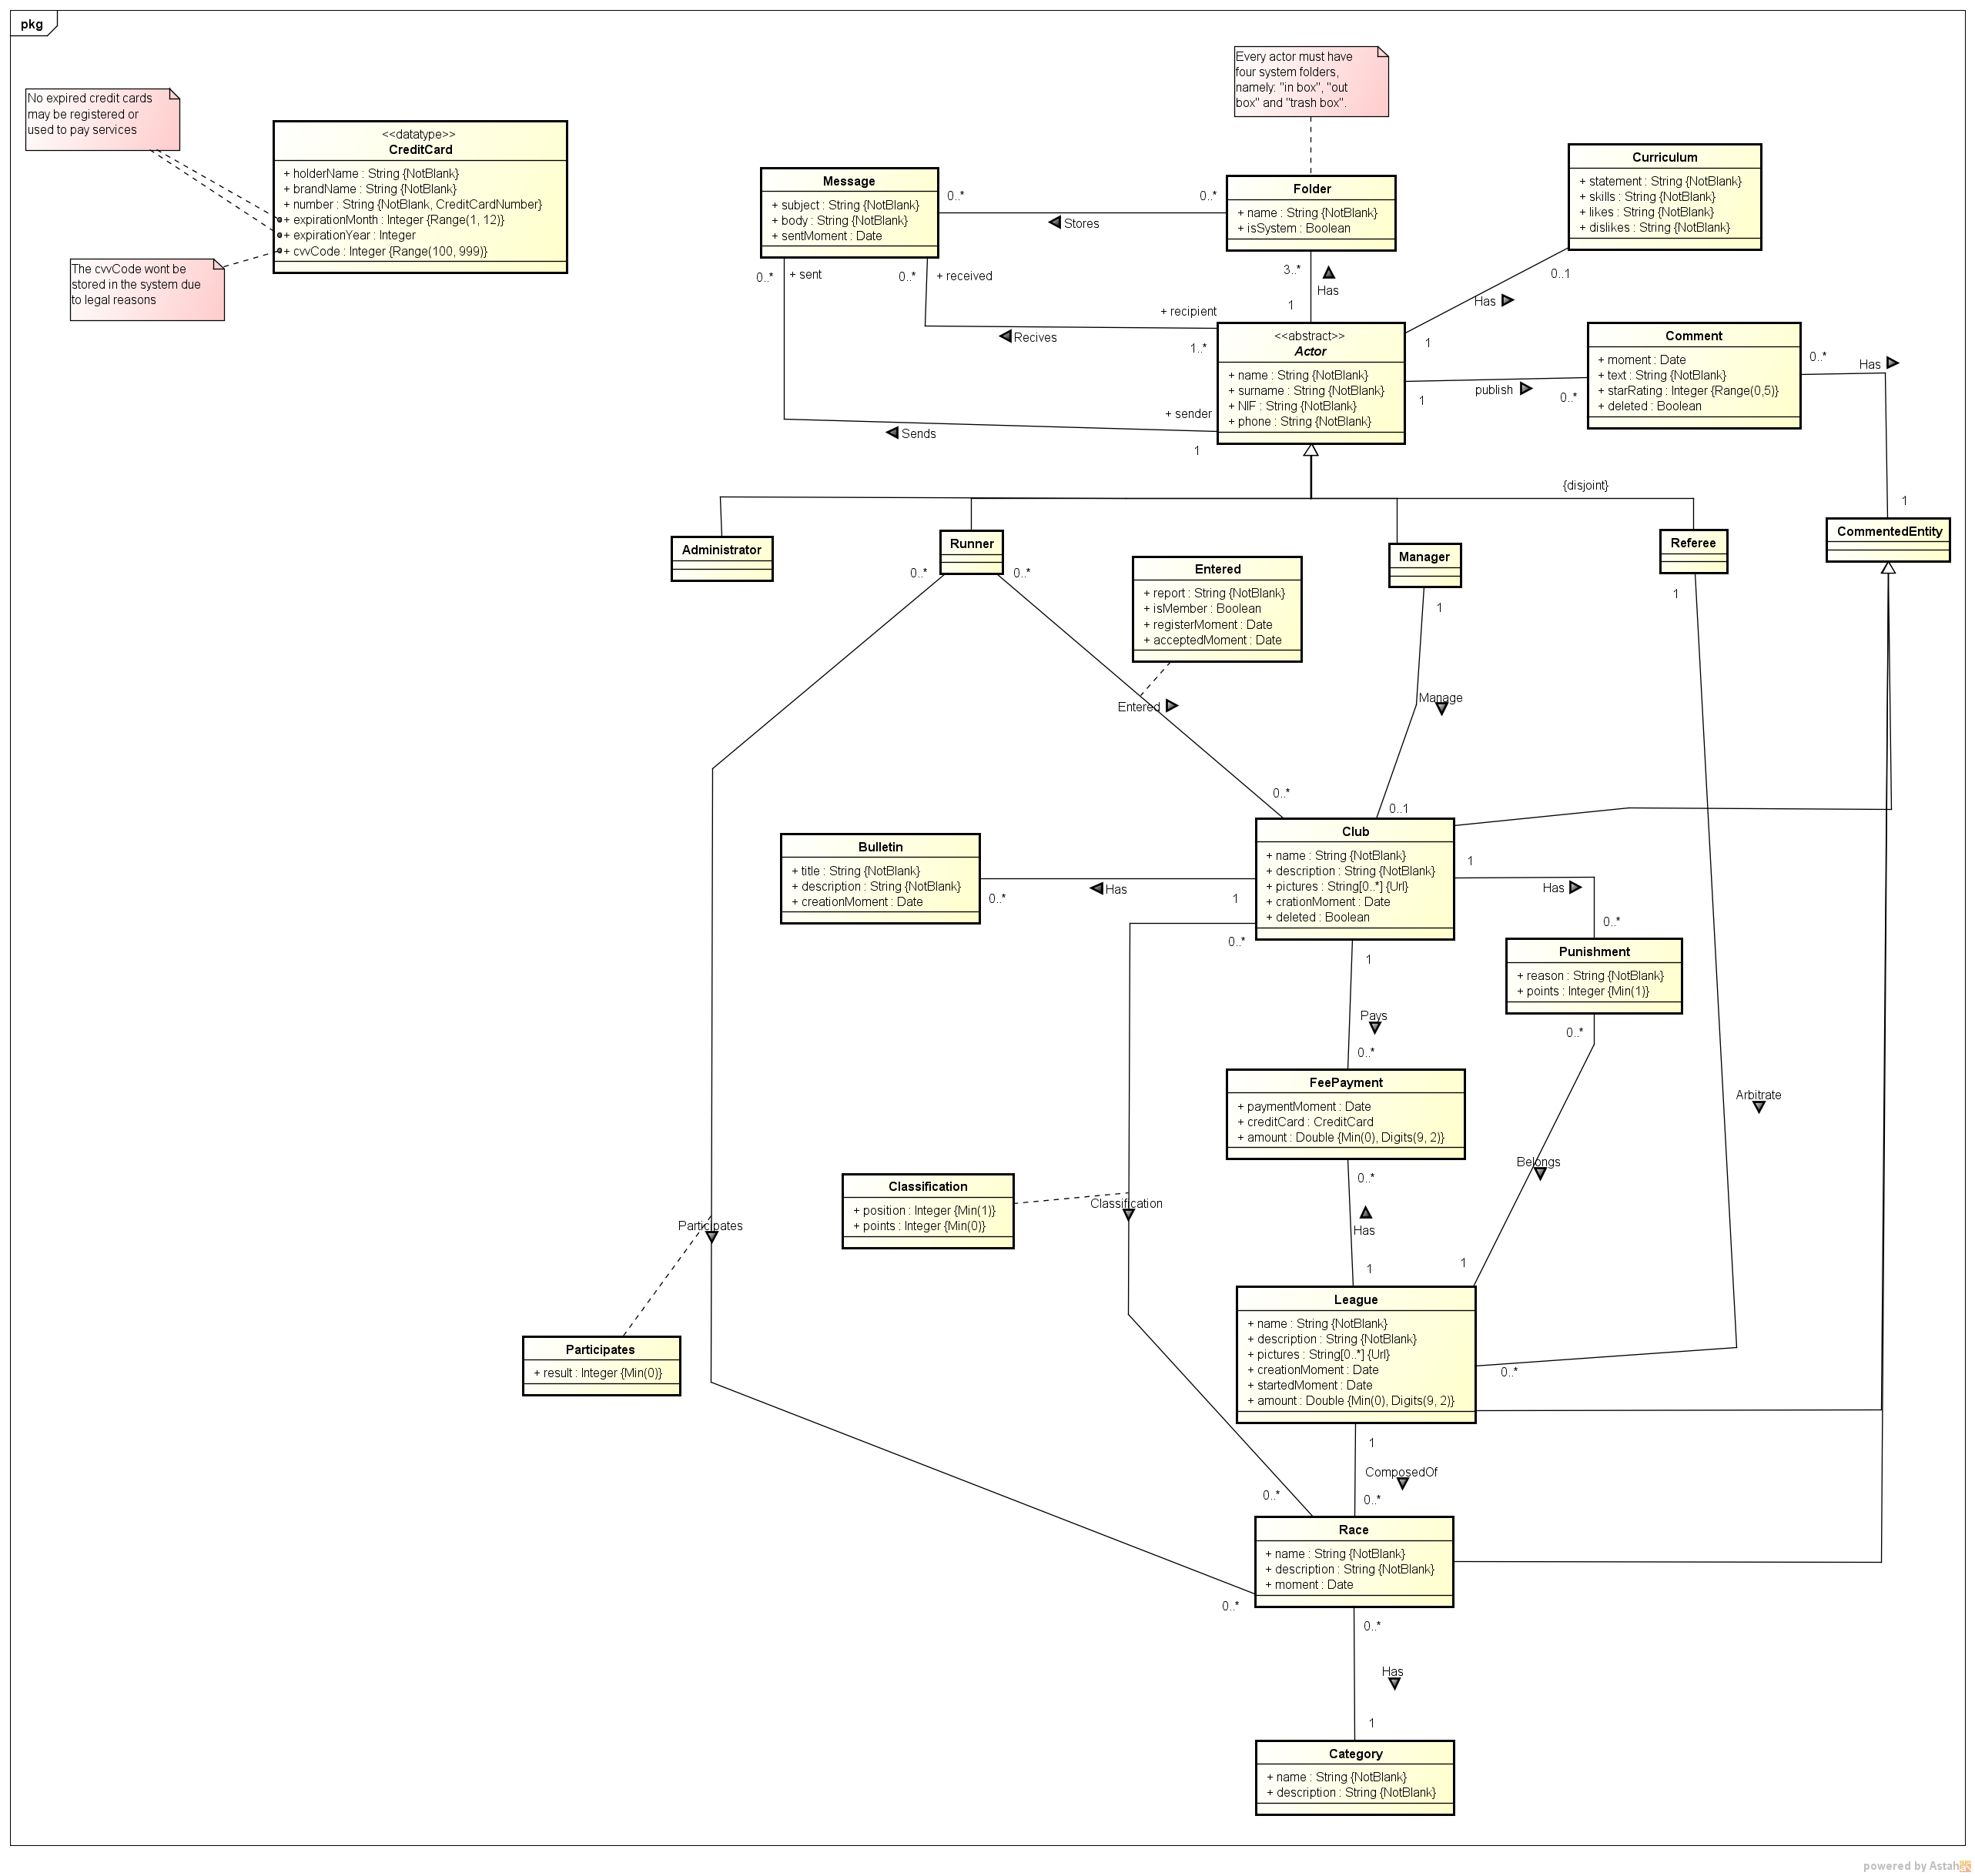 pkg
No expired credit cards
may be registered or
used to pay services
<<datatype>>
CreditCard
+ holderName : String {NotBlank}
+ brandName : String {NotBlank}
+ number : String {NotBlank, CreditCardNumber}
+ expirationMonth : Integer {Range(1, 12)}
+ expirationYear : Integer
+ cvvCode : Integer {Range(100, 999)}
The cvvCode wont be
stored in the system due
to legal reasons
Every actor must have
four system folders,
namely: "in box", "out
box" and "trash box".
Message
+ subject : String {NotBlank}
+ body : String {NotBlank}
+ sentMoment : Date
0..*
0..*
Stores
Folder
+ name : String {NotBlank}
+ isSystem : Boolean
Curriculum
+ statement : String {NotBlank}
+ skills : String {NotBlank}
+ likes : String {NotBlank}
+ dislikes : String {NotBlank}
0..*
+ sent
0..*
+ received
3..*
Has
1
0..1
Has
1
+ recipient
Recives
1..*
<<abstract>>
Actor
+ name : String {NotBlank}
+ surname : String {NotBlank}
+ NIF : String {NotBlank}
+ phone : String {NotBlank}
publish
1
0..*
Comment
+ moment : Date
+ text : String {NotBlank}
+ starRating : Integer {Range(0,5)}
+ deleted : Boolean
0..*
Has
1
+ sender
Sends
1
{disjoint}
Administrator
Runner
Manager
Referee
CommentedEntity
0..*
0..*
1
1
Entered
+ report : String {NotBlank}
+ isMember : Boolean
+ registerMoment : Date
+ acceptedMoment : Date
Entered
Manage
0..*
0..1
Bulletin
+ title : String {NotBlank}
+ description : String {NotBlank}
+ creationMoment : Date
0..*
Has
1
Club
+ name : String {NotBlank}
+ description : String {NotBlank}
+ pictures : String[0..*] {Url}
+ crationMoment : Date
+ deleted : Boolean
1
Has
0..*
0..*
1
Punishment
+ reason : String {NotBlank}
+ points : Integer {Min(1)}
0..*
Pays
0..*
FeePayment
+ paymentMoment : Date
+ creditCard : CreditCard
+ amount : Double {Min(0), Digits(9, 2)}
Arbitrate
0..*
Belongs
Classification
+ position : Integer {Min(1)}
+ points : Integer {Min(0)}
Classification
Participates
Has
1
1
Participates
+ result : Integer {Min(0)}
League
+ name : String {NotBlank}
+ description : String {NotBlank}
+ pictures : String[0..*] {Url}
+ creationMoment : Date
+ startedMoment : Date
+ amount : Double {Min(0), Digits(9, 2)}
0..*
1
ComposedOf
0..*
0..*
Race
+ name : String {NotBlank}
+ description : String {NotBlank}
+ moment : Date
0..*
0..*
Has
1
Category
+ name : String {NotBlank}
+ description : String {NotBlank}
powered by Astah